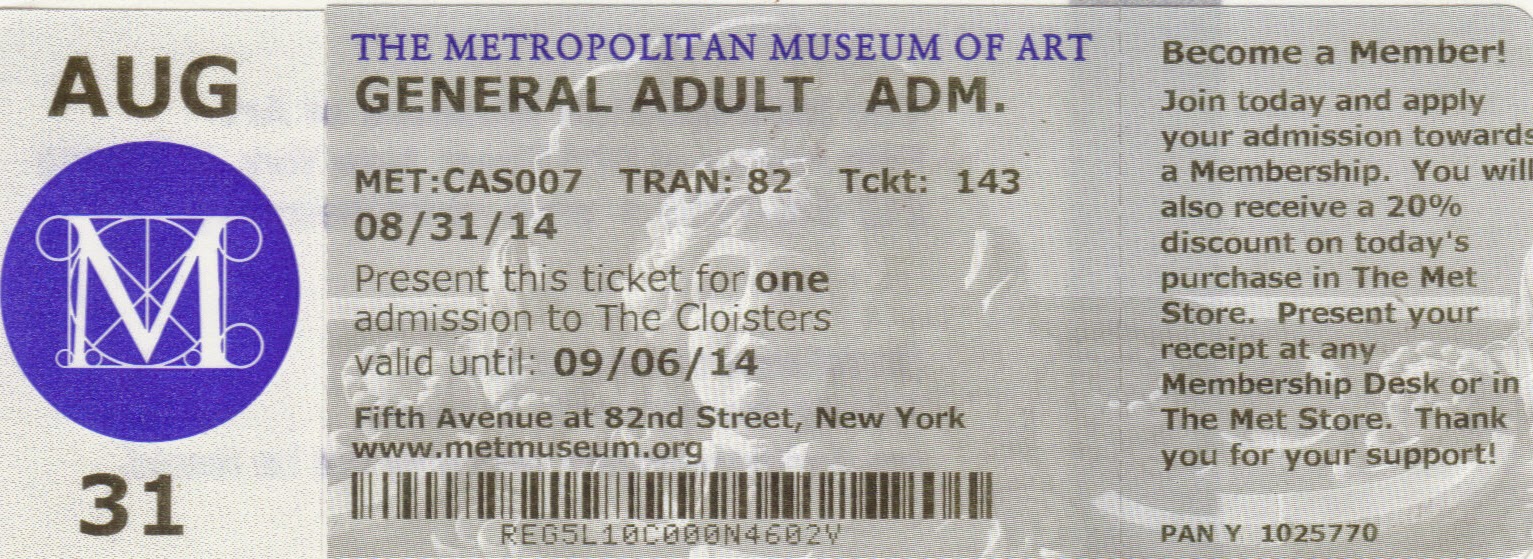 AUG
M
31
THE METROPOLITAN MUSEUM OF ART
GENERAL ADULT ADM.
MET:CAS007 TRAN: 82 Tckt: 143
08/31/14
Present this ticket for one
admission to The Cloisters
valid until: 09/06/14
Fifth Avenue at 82nd Street, New York
www.metmuseum.org
REG5L10C000N4602V
Become a Member!
Join today and apply
your admission towards
a Membership. You will
also receive a 20%
discount on today's
purchase in The Met
Store. Present your
receipt at any
Membership Desk or in
The Met Store. Thank
you for your support!
PAN Y 1025770